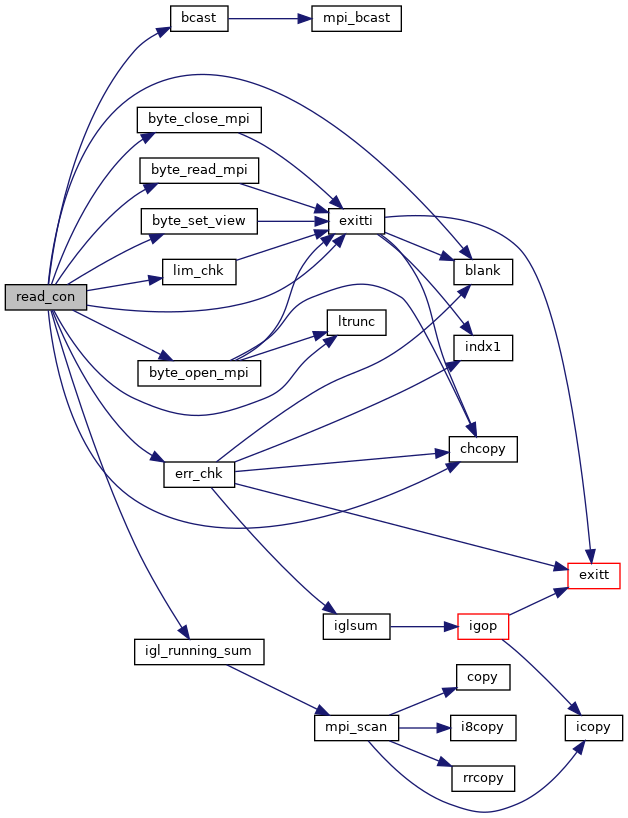 bcast
mpi_bcast
byte_close_mpi
byte_read_mpi
byte_set_view
exitti
lim_chk
blank
read_con
ltrunc
indx1
byte_open_mpi
chcopy
err_chk
exitt
iglsum
igop
igl_running_sum
copy
mpi_scan
i8copy
icopy
rrcopy